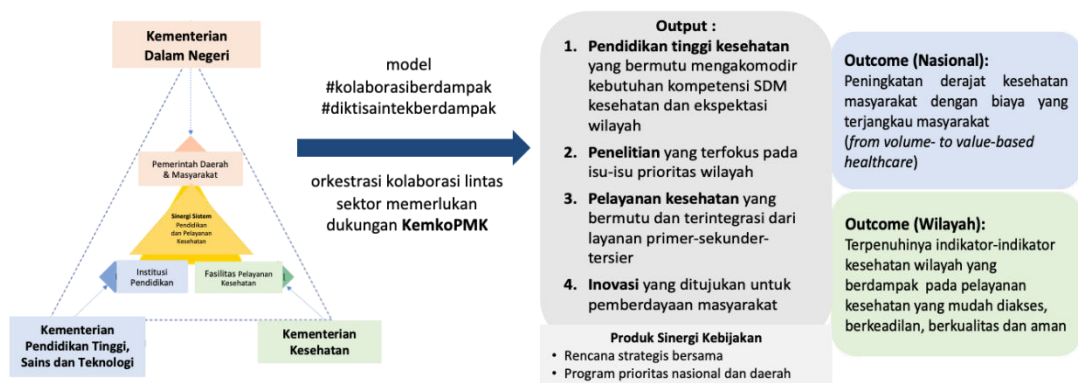 Kementerian
Dalam Negeri
Pemerintah Daerah
& Masyarakat
Sinergi Sistem
Pendidikan
dan Pelayanan
Kesehatan
Institusi
Pendidikan
Fasilitas Pelayanan
Kesehatan
Kementerian
Pendidikan Tinggi,
Sains dan Teknologi
Kementerian
Kesehatan
model
#kolaborasiberdampak
#diktisaintekberdampak
orkestrasi kolaborasi lintas
sektor memerlukan
dukungan KemkoPMK
Output :
1. Pendidikan tinggi kesehatan
yang bermutu mengakomodir
kebutuhan kompetensi SDM
kesehatan dan ekspektasi
wilayah
2. Penelitian yang terfokus pada
isu-isu prioritas wilayah
3. Pelayanan kesehatan yang
bermutu dan terintegrasi dari
layanan primer-sekunder-
tersier
4. Inovasi yang ditujukan untuk
pemberdayaan masyarakat
Produk Sinergi Kebijakan
• Rencana strategis bersama
• Program prioritas nasional dan daerah
Outcome (Nasional):
Peningkatan derajat kesehatan
masyarakat dengan biaya yang
terjangkau masyarakat
(from volume- to value-based
healthcare)
Outcome (Wilayah):
Terpenuhinya indikator-indikator
kesehatan wilayah yang
berdampak pada pelayanan
kesehatan yang mudah diakses,
berkeadilan, berkualitas dan aman